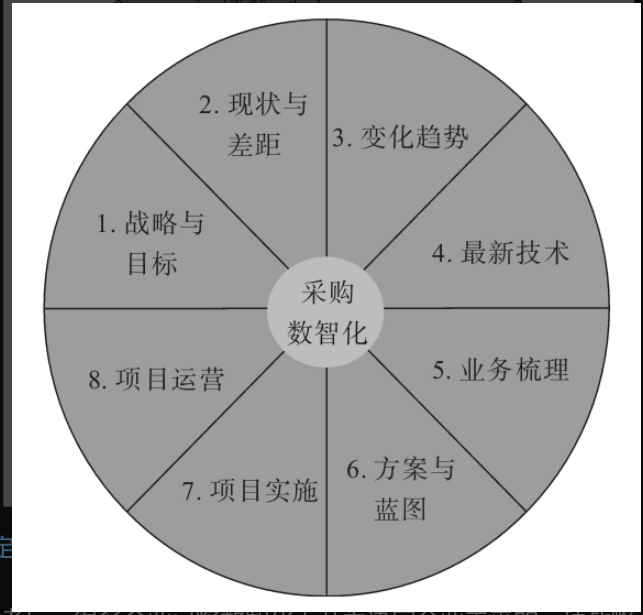 采购
数智化
1. 战略与
目标
2. 现状与
差距
3. 变化趋势
4. 最新技术
5. 业务梳理
6. 方案与
蓝图
7. 项目实施
8. 项目运营